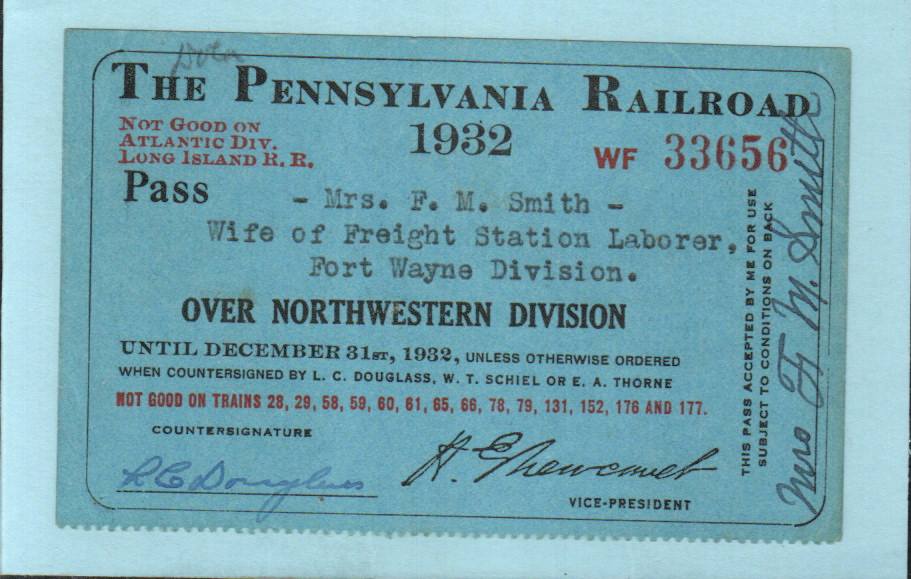 THE PENNSYLVANIA RAILROAD
NOT GOOD ON
ATLANTIC DIV.
LONG ISLAND R. R.
1932
WF 33656
Pass
- Mrs. F. M. Smith -
Wife of Freight Station Laborer,
Fort Wayne Division.
OVER NORTHWESTERN DIVISION
UNTIL DECEMBER 31ST, 1932, UNLESS OTHERWISE ORDERED
WHEN COUNTERSIGNED BY L. C. DOUGLASS, W. T. SCHIEL OR E. A. THORNE
NOT GOOD ON TRAINS 28, 29, 58, 59, 60, 61, 65, 66, 78, 79, 131, 152, 176 AND 177.
COUNTERSIGNATURE
L C Douglass
VICE-PRESIDENT
THIS PASS ACCEPTED BY ME FOR USE
SUBJECT TO CONDITIONS ON BACK
Mrs F M. Smith